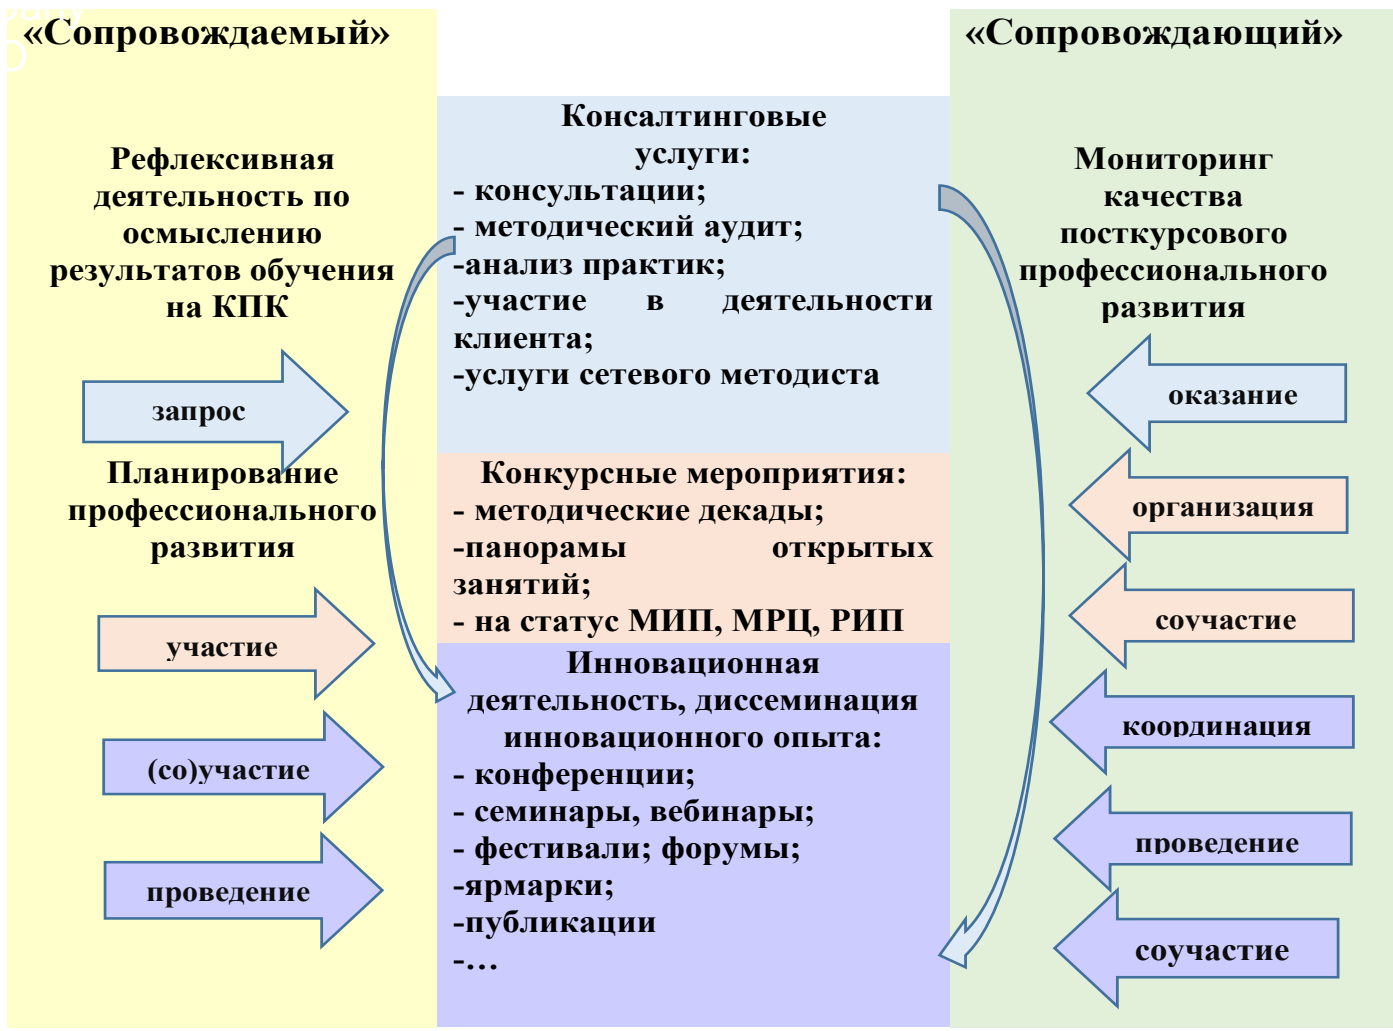 «Сопровождаемый»
Рефлексивная
деятельность по
осмыслению
результатов обучения
на КПК
запрос
Планирование
профессионального
развития
участие
(со)участие
проведение
Консалтинговые
услуги:
- консультации;
- методический аудит;
-анализ практик;
-участие в деятельности
клиента;
-услуги сетевого методиста
Конкурсные мероприятия:
- методические декады;
-панорамы открытых
занятий;
- на статус МИП, МРЦ, РИП
Инновационная
деятельность, диссеминация
инновационного опыта:
- конференции;
- семинары, вебинары;
- фестивали; форумы;
-ярмарки;
-публикации
-…
«Сопровождающий»
Мониторинг
качества
посткурсового
профессионального
развития
оказание
организация
соучастие
координация
проведение
соучастие